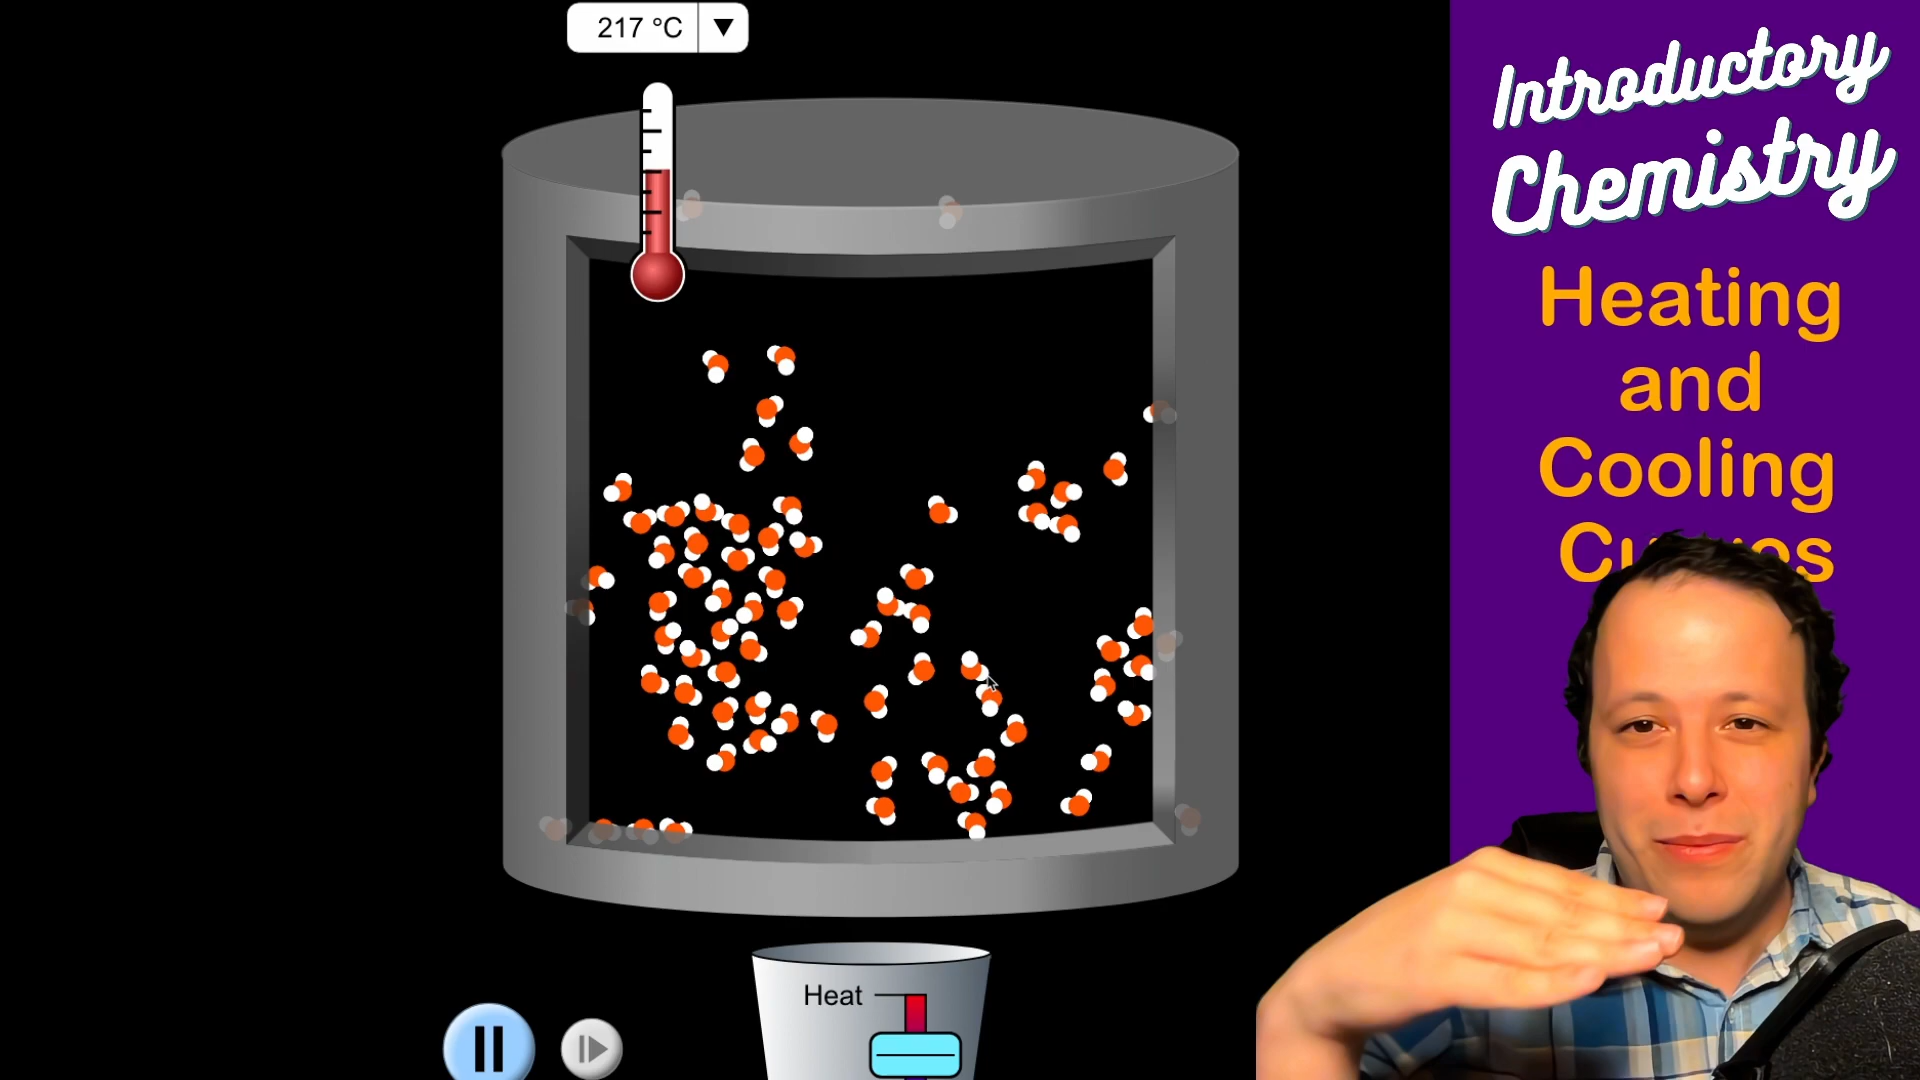 217 °C
Introductory
Chemistry
Heating
and
Cooling
Heat